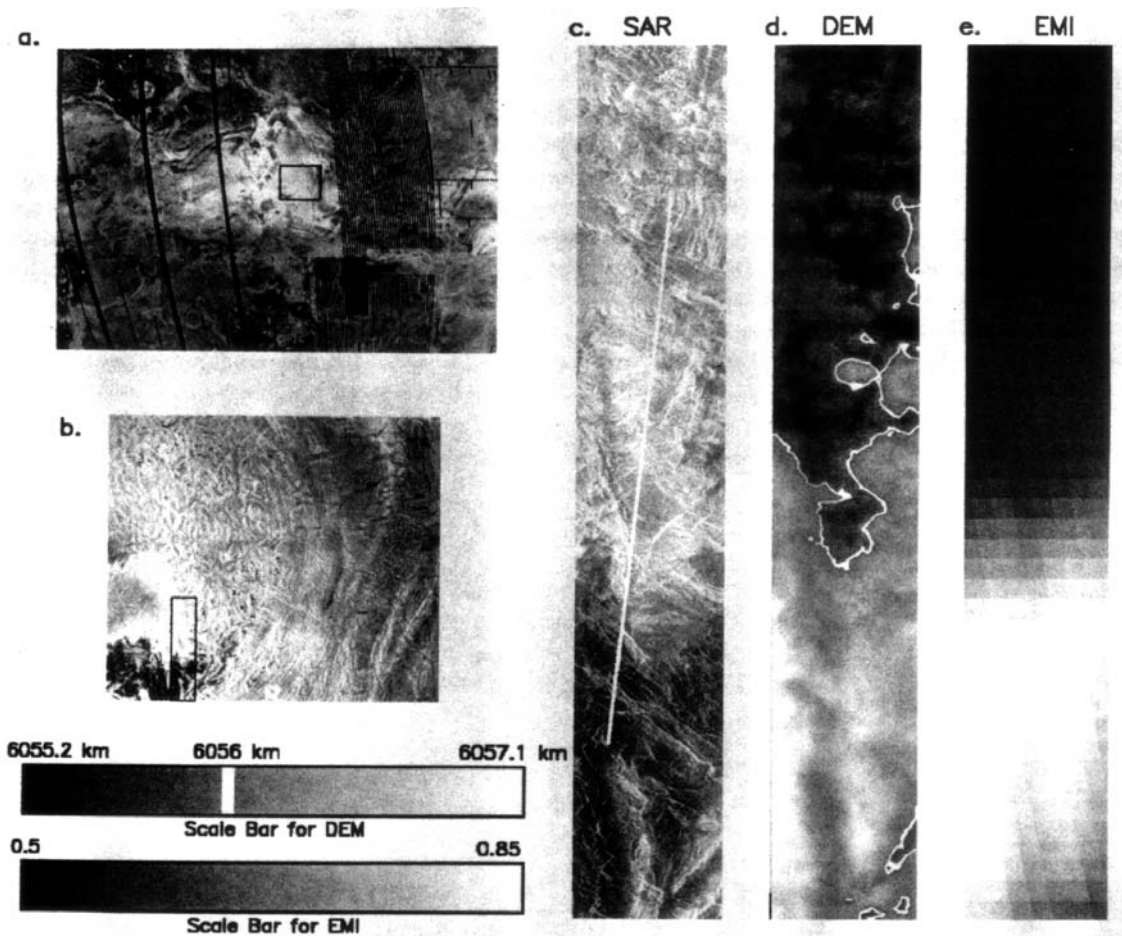 a.
b.
6055.2 km 6056 km 6057.1 km
Scale Bar for DEM
0.5 0.85
Scale Bar for EMI
c. SAR
d. DEM
e. EMI